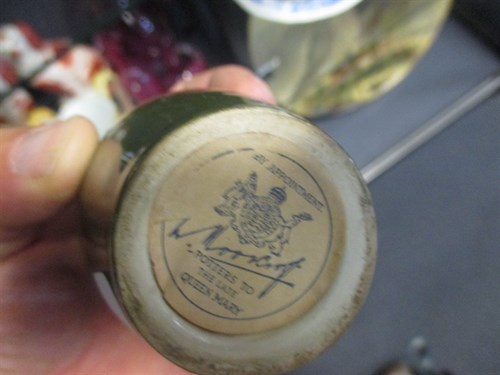 BY APPOINTMENT
W. Moorcroft
POTTERS TO
THE LATE
QUEEN MARY